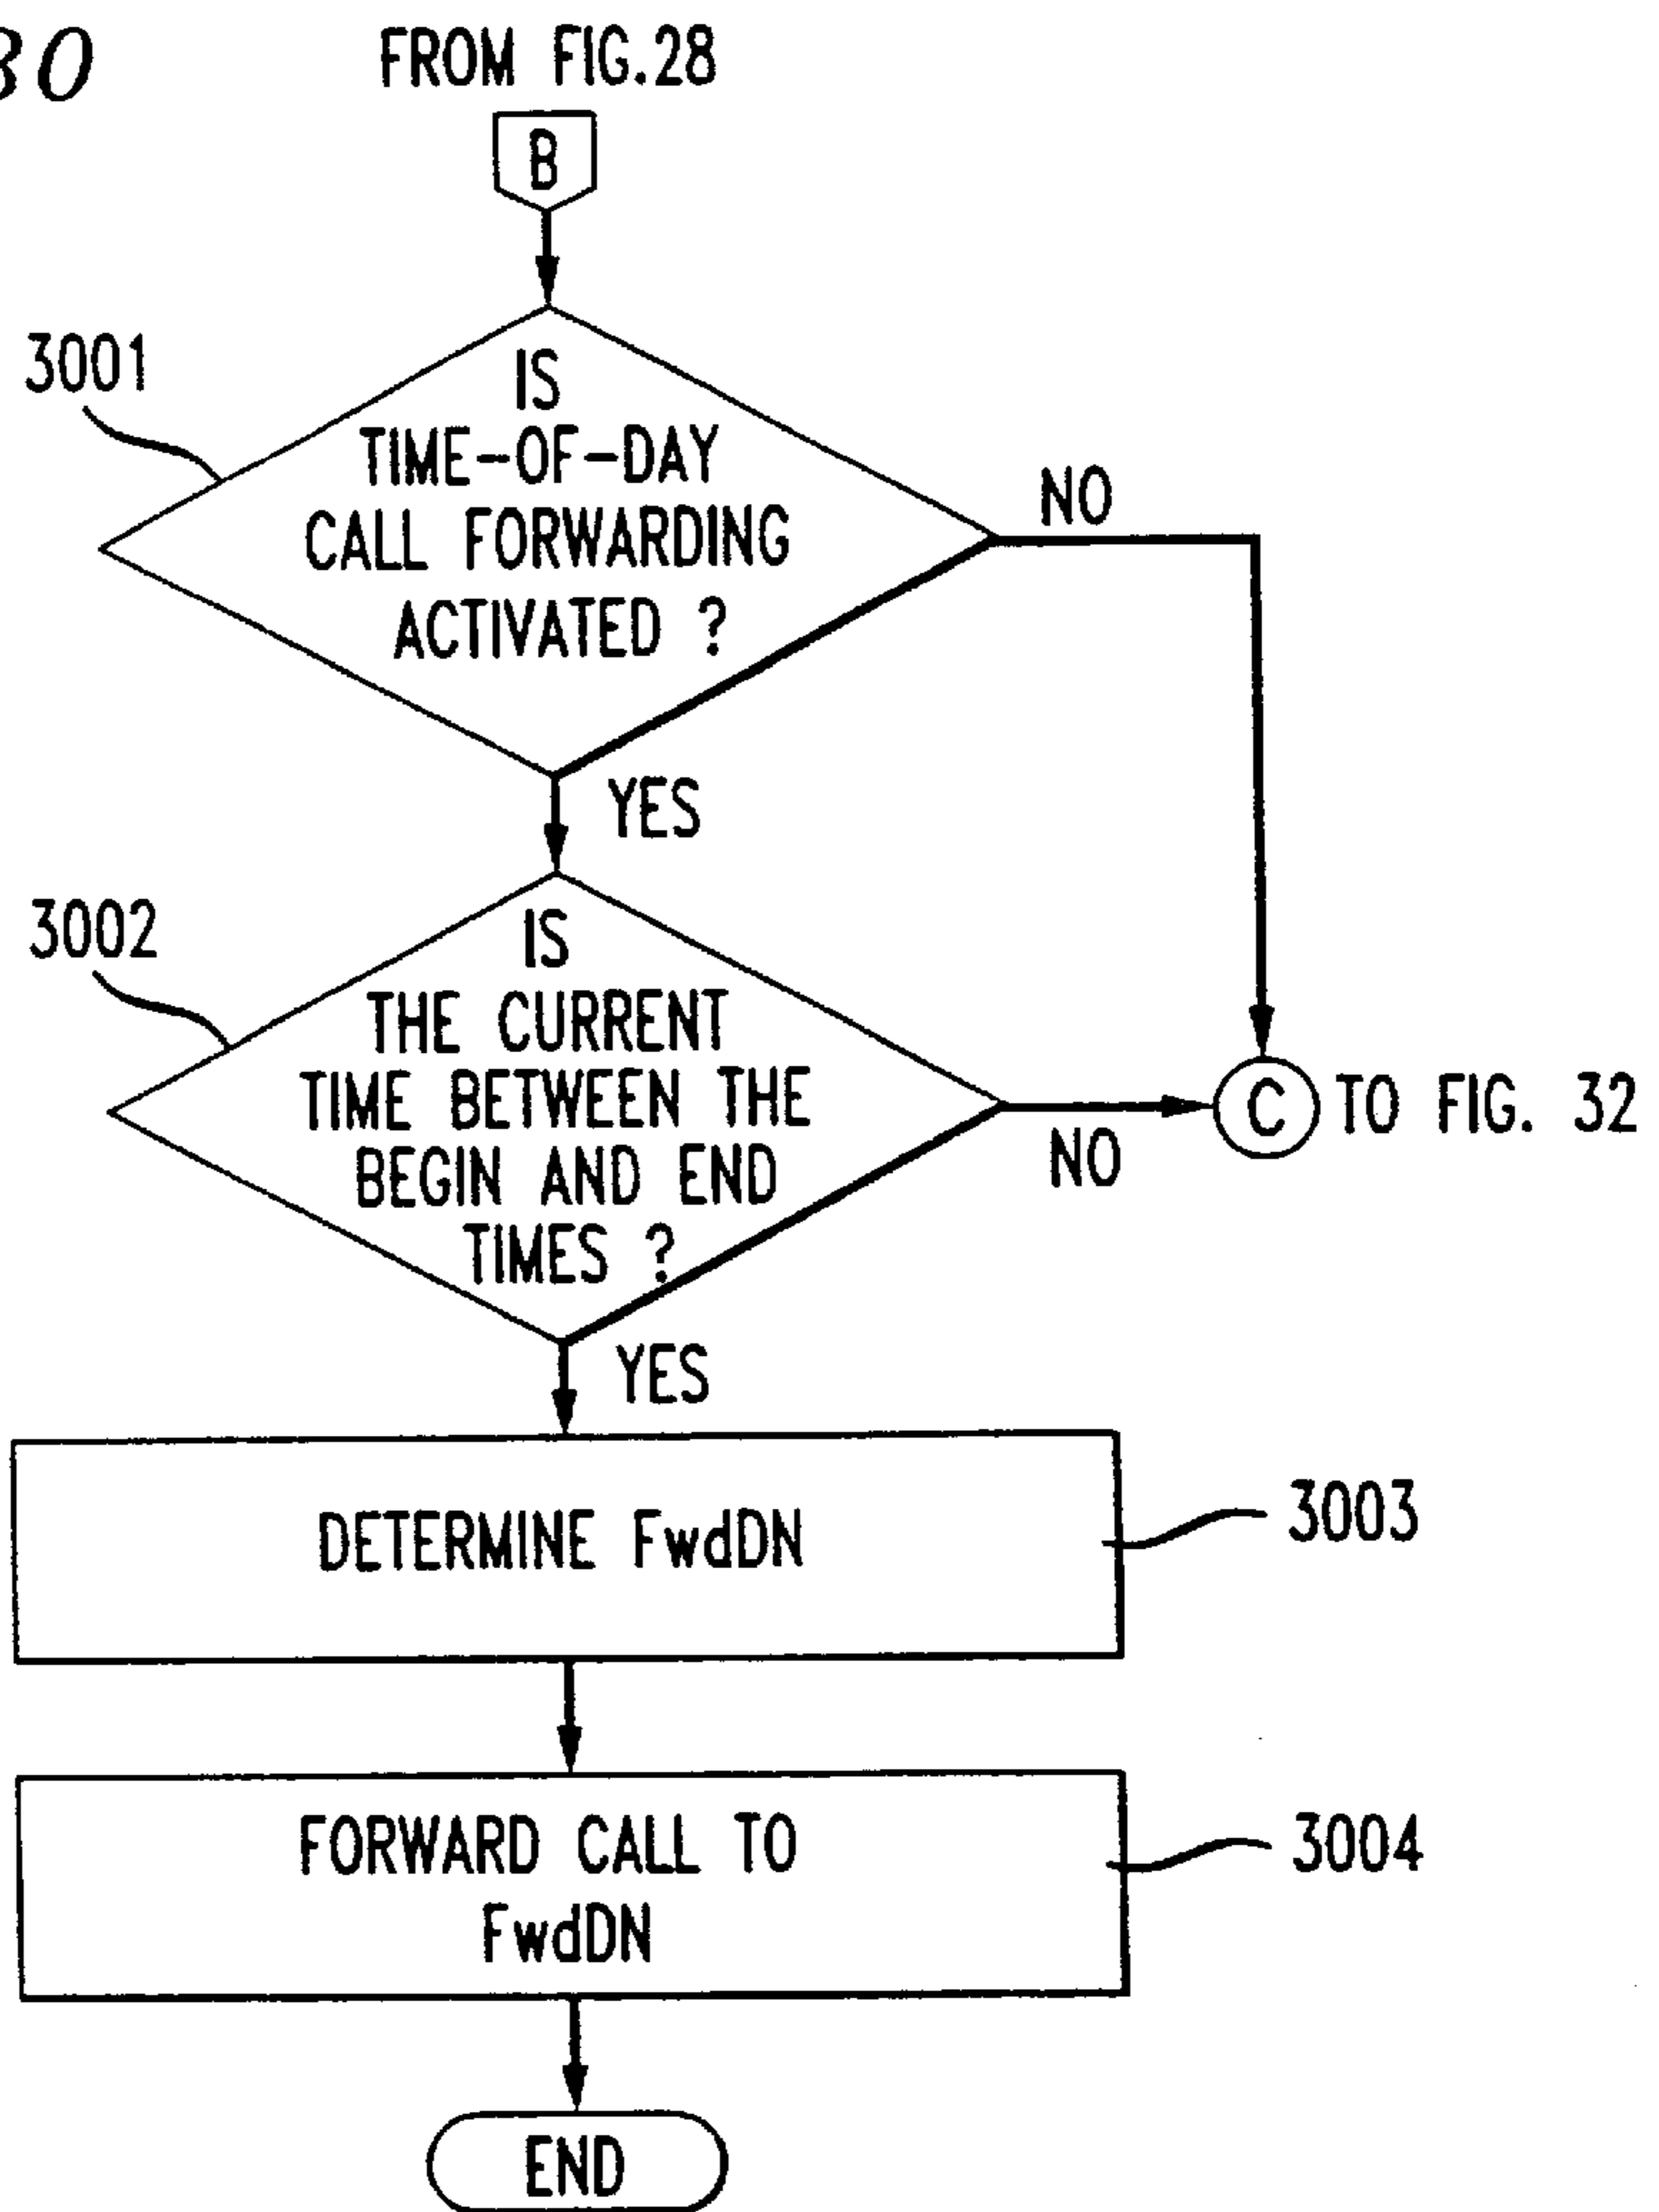 30
FROM FIG.28
B
3001
IS
TIME-OF-DAY
CALL FORWARDING
ACTIVATED ?
NO
YES
3002
IS
THE CURRENT
TIME BETWEEN THE
BEGIN AND END
TIMES ?
NO
C TO FIG. 32
YES
DETERMINE FwdDN
3003
FORWARD CALL TO
FwdDN
3004
END